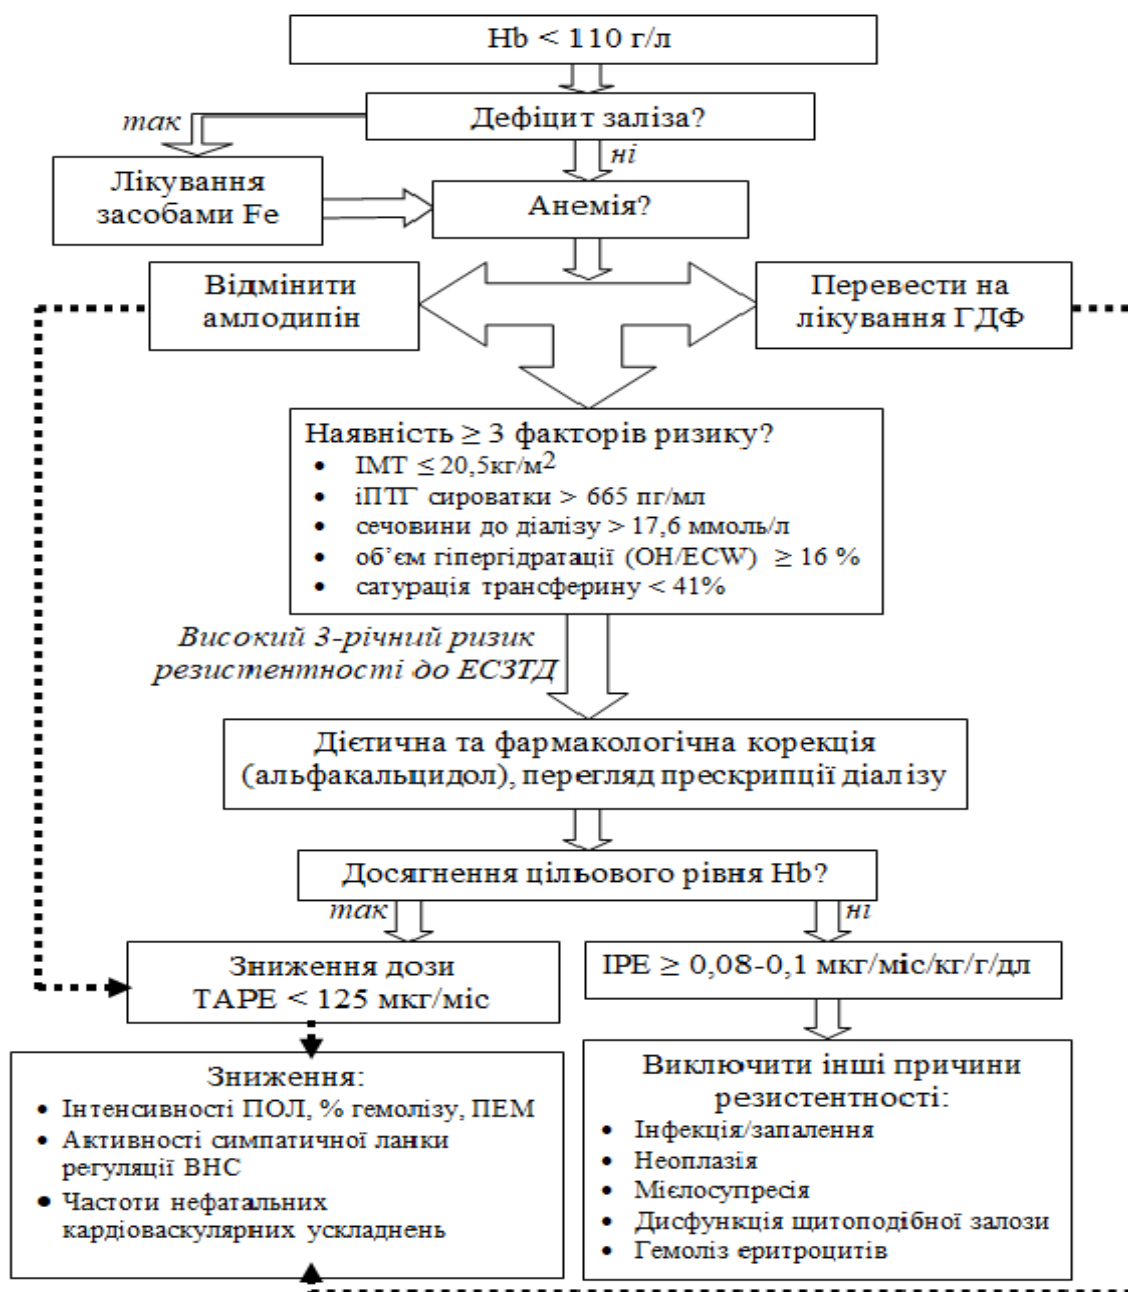 Hb < 110 г/л
Дефіцит заліза?
так
ні
Лікування
засобами Fe
Анемія?
Відмінити
амлодипін
Перевести на
лікування ГДФ
Наявність ≥ 3 факторів ризику?
• ІМТ ≤ 20,5кг/м²
• іПТГ сироватки > 665 пг/мл
• сечовини до діалізу > 17,6 ммоль/л
• об’єм гіпергідратації (OH/ECW) ≥ 16 %
• сатурація трансферину < 41%
Високий 3-річний ризик
резистентності до ЕСЗТД
Дієтична та фармакологічна корекція
(альфакальцидол), перегляд прескрипції діалізу
Досягнення цільового рівня Hb?
так
ні
Зниження дози
ТАРЕ < 125 мкг/міс
ІРЕ ≥ 0,08-0,1 мкг/міс/кг/г/дл
Зниження:
• Інтенсивності ПОЛ, % гемолізу, ПЕМ
• Активності симпатичної ланки
регуляції ВНС
• Частоти нефатальних
кардіоваскулярних ускладнень
Виключити інші причини
резистентності:
• Інфекція/запалення
• Неоплазія
• Мієлосупресія
• Дисфункція щитоподібної залози
• Гемоліз еритроцитів